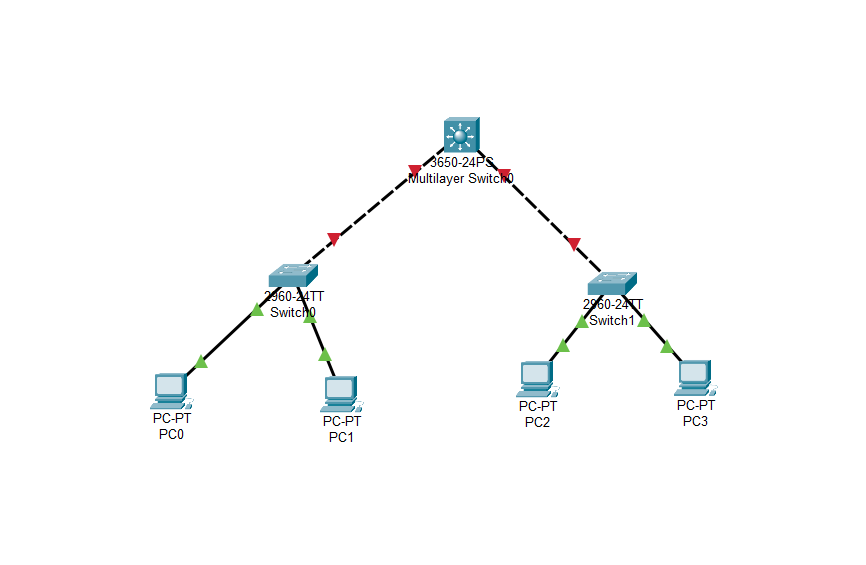 3650-24PS
Multilayer Switch0
2960-24TT
Switch0
2960-24TT
Switch1
PC-PT
PC0
PC-PT
PC1
PC-PT
PC2
PC-PT
PC3